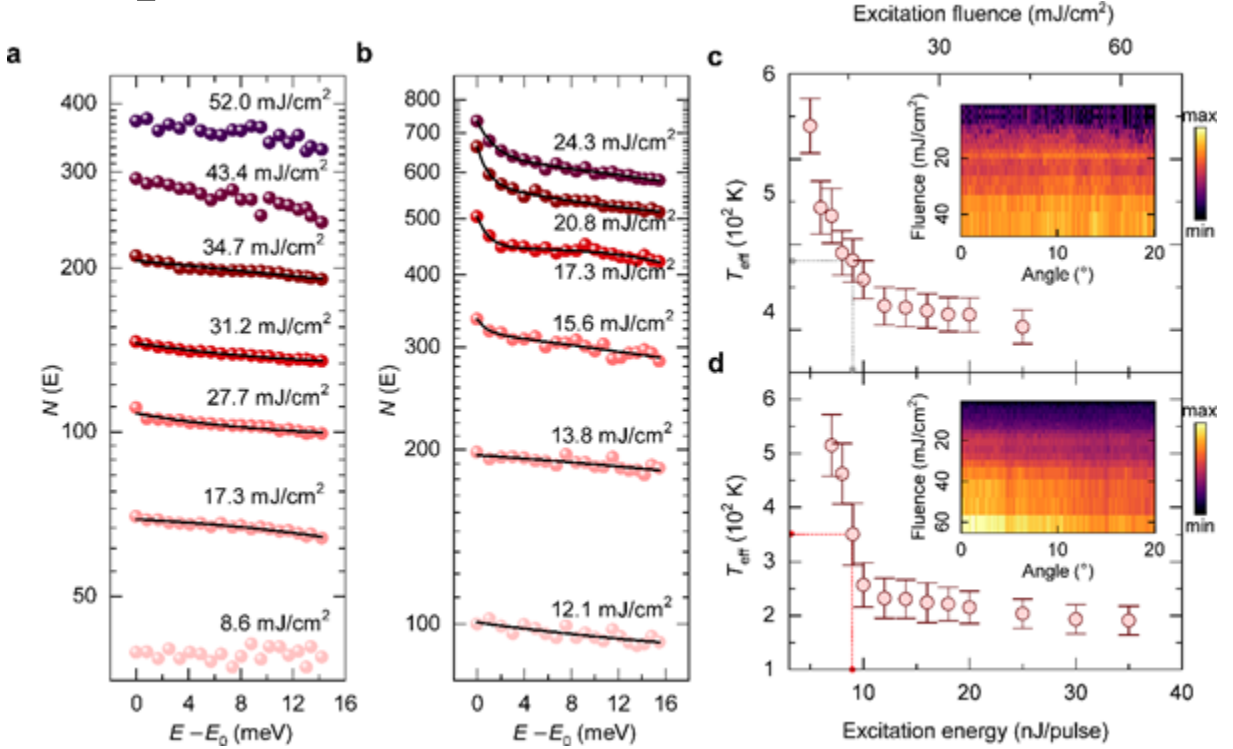 a
400
300
200
100
50
N (E)
52.0 mJ/cm²
43.4 mJ/cm²
34.7 mJ/cm²
31.2 mJ/cm²
27.7 mJ/cm²
17.3 mJ/cm²
8.6 mJ/cm²
0 4 8 12 16
E – E₀ (meV)
b
800
700
600
500
400
300
200
100
N (E)
24.3 mJ/cm²
20.8 mJ/cm²
17.3 mJ/cm²
15.6 mJ/cm²
13.8 mJ/cm²
12.1 mJ/cm²
0 4 8 12 16
E – E₀ (meV)
Excitation fluence (mJ/cm²)
30 60
c
6
5
4
T_eff (10² K)
Fluence (mJ/cm²)
20
40
0 10 20
Angle (°)
max
min
d
6
5
4
3
2
1
T_eff (10² K)
Fluence (mJ/cm²)
20
40
60
0 10 20
Angle (°)
max
min
10 20 30 40
Excitation energy (nJ/pulse)